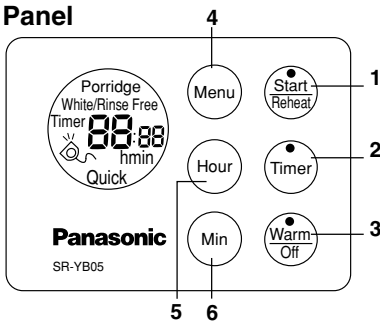 Panel
4
Menu
Start
Reheat
1
Porridge
White/Rinse Free
Timer
88:88
hmin
Quick
Hour
Timer
2
Panasonic
SR-YB05
Min
Warm
Off
3
5
6